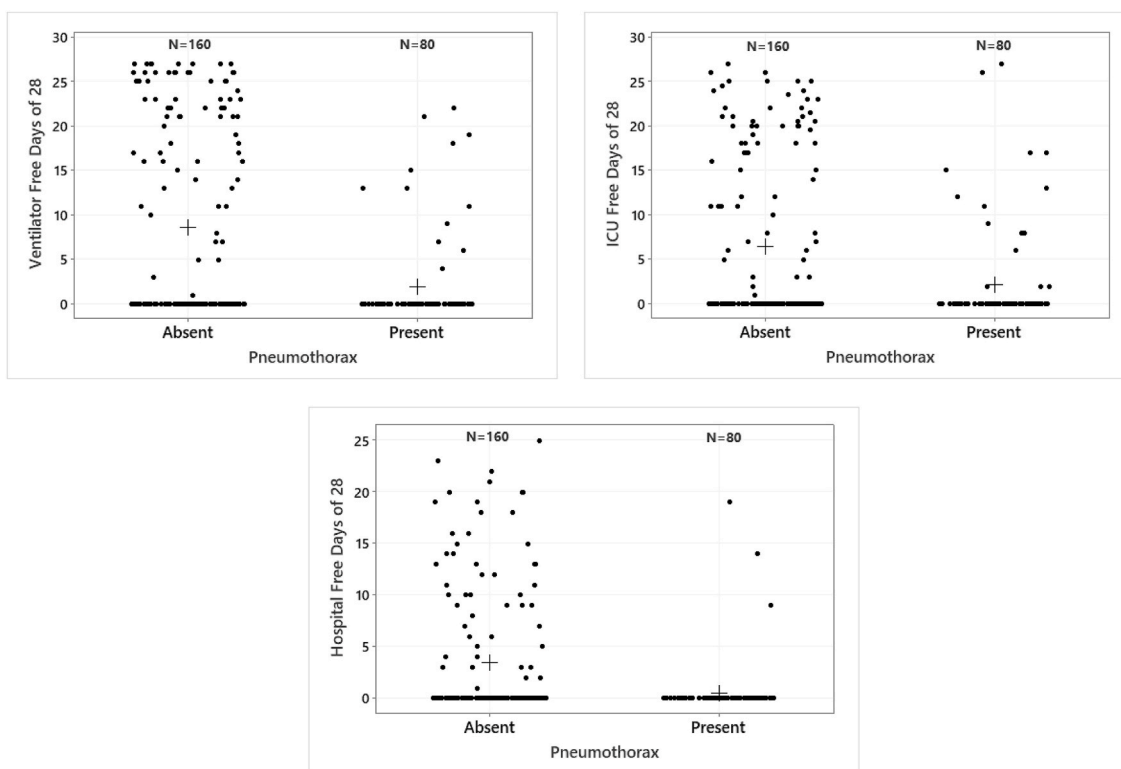 Ventilator Free Days of 28
30
25
20
15
10
5
0
N=160
N=80
Absent
Present
Pneumothorax
ICU Free Days of 28
30
25
20
15
10
5
0
N=160
N=80
Absent
Present
Pneumothorax
Hospital Free Days of 28
25
20
15
10
5
0
N=160
N=80
Absent
Present
Pneumothorax